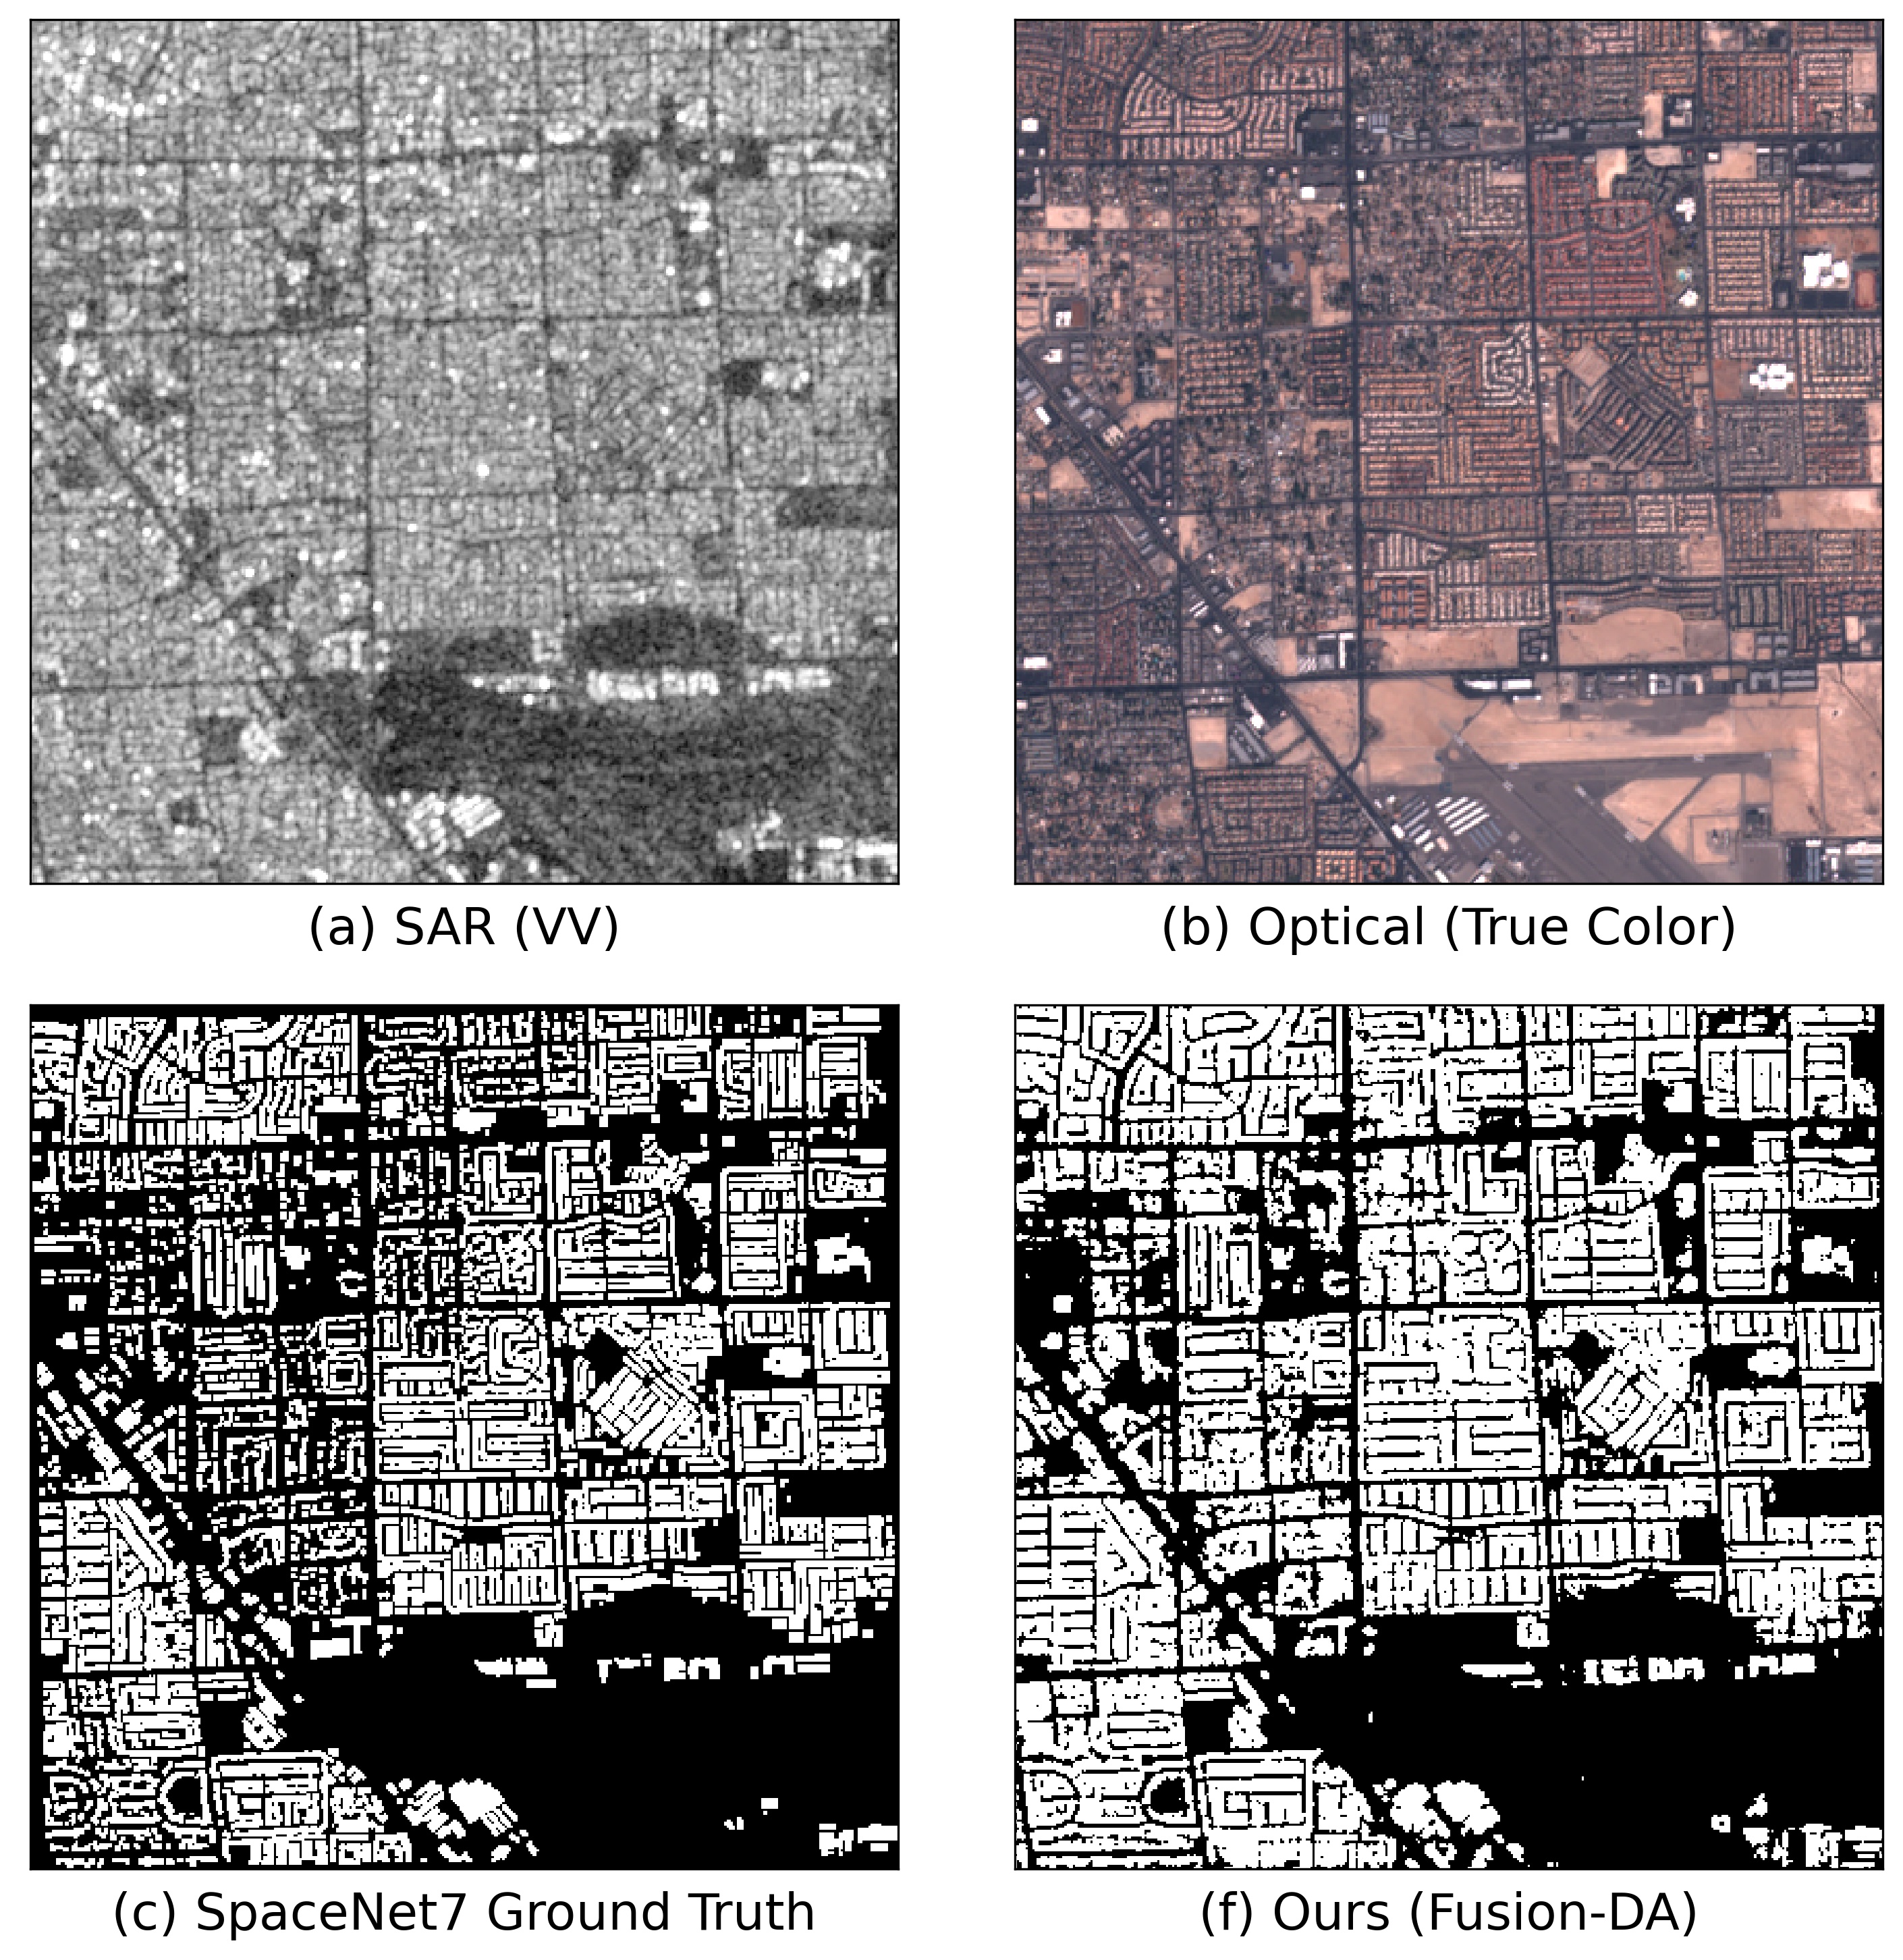 (a) SAR (VV)
(b) Optical (True Color)
(c) SpaceNet7 Ground Truth
(f) Ours (Fusion-DA)